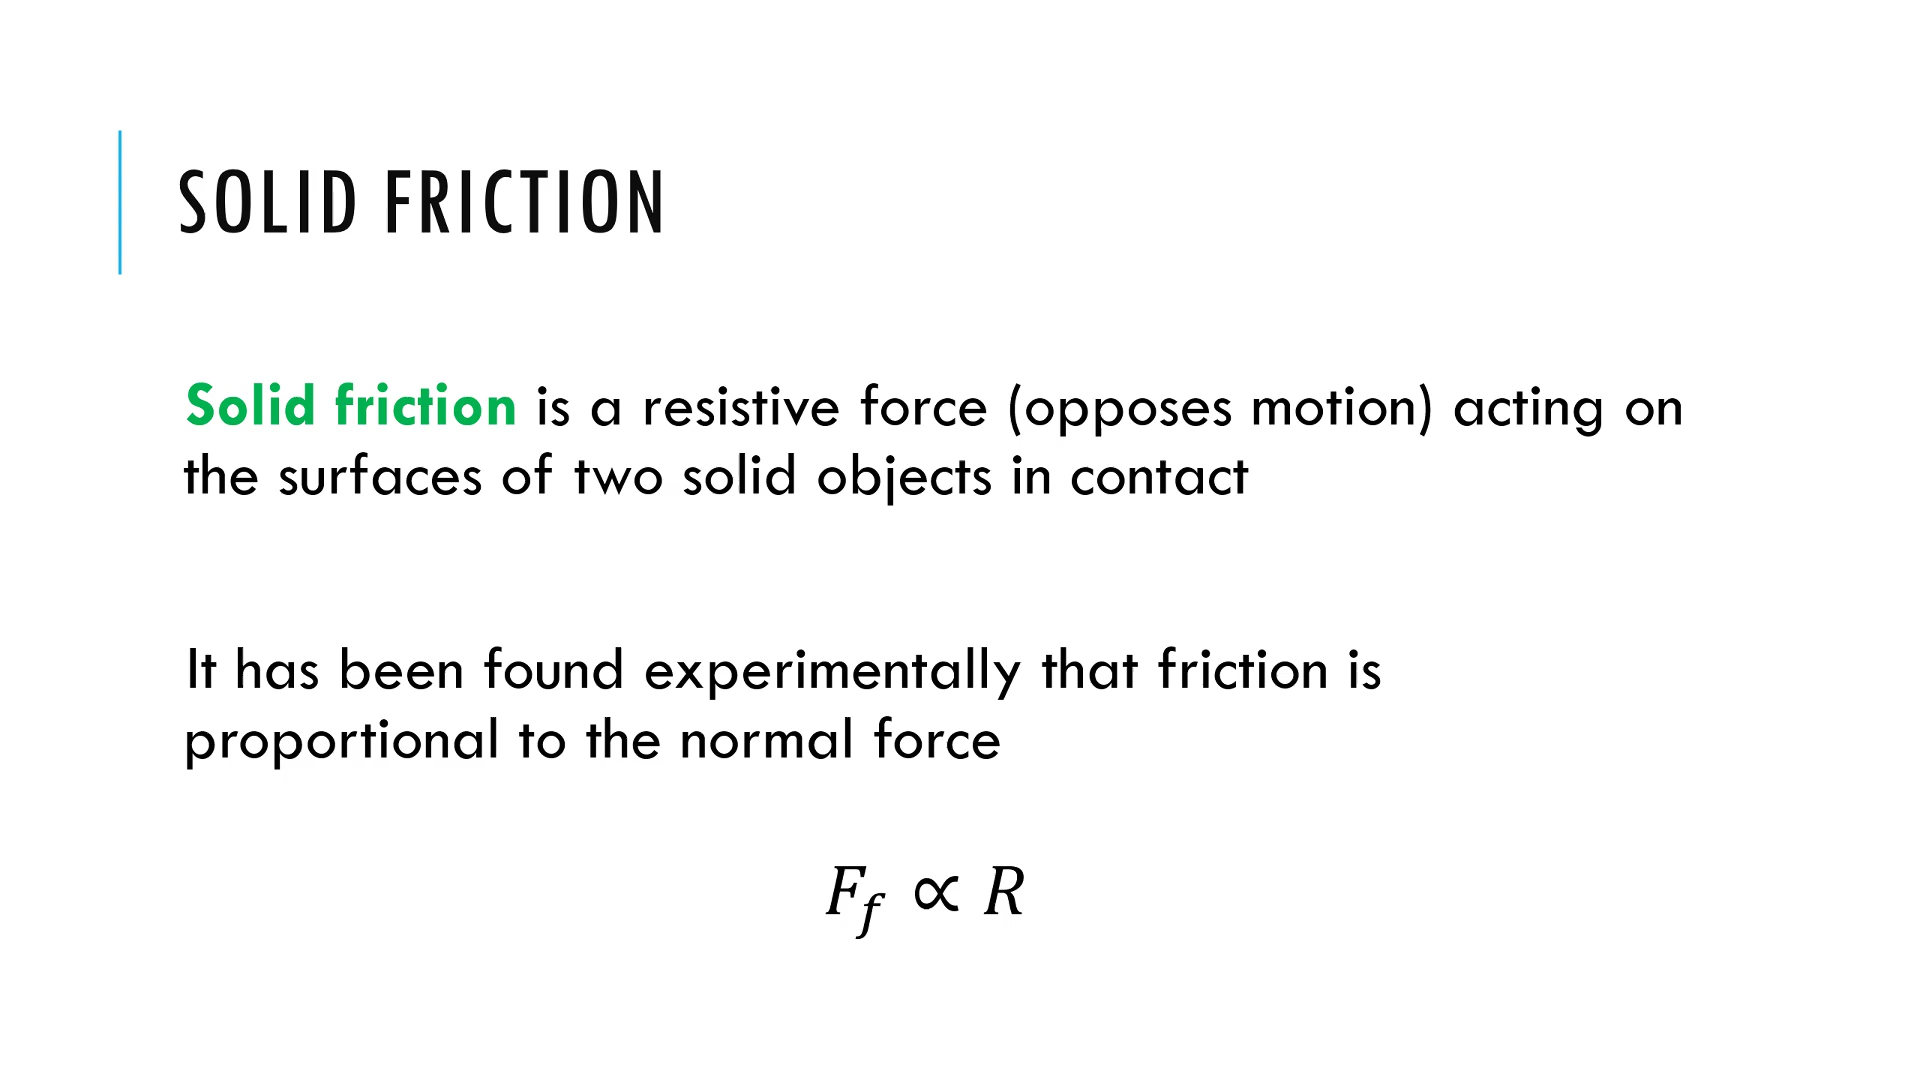 SOLID FRICTION
Solid friction is a resistive force (opposes motion) acting on
the surfaces of two solid objects in contact
It has been found experimentally that friction is
proportional to the normal force
F_f ∝ R